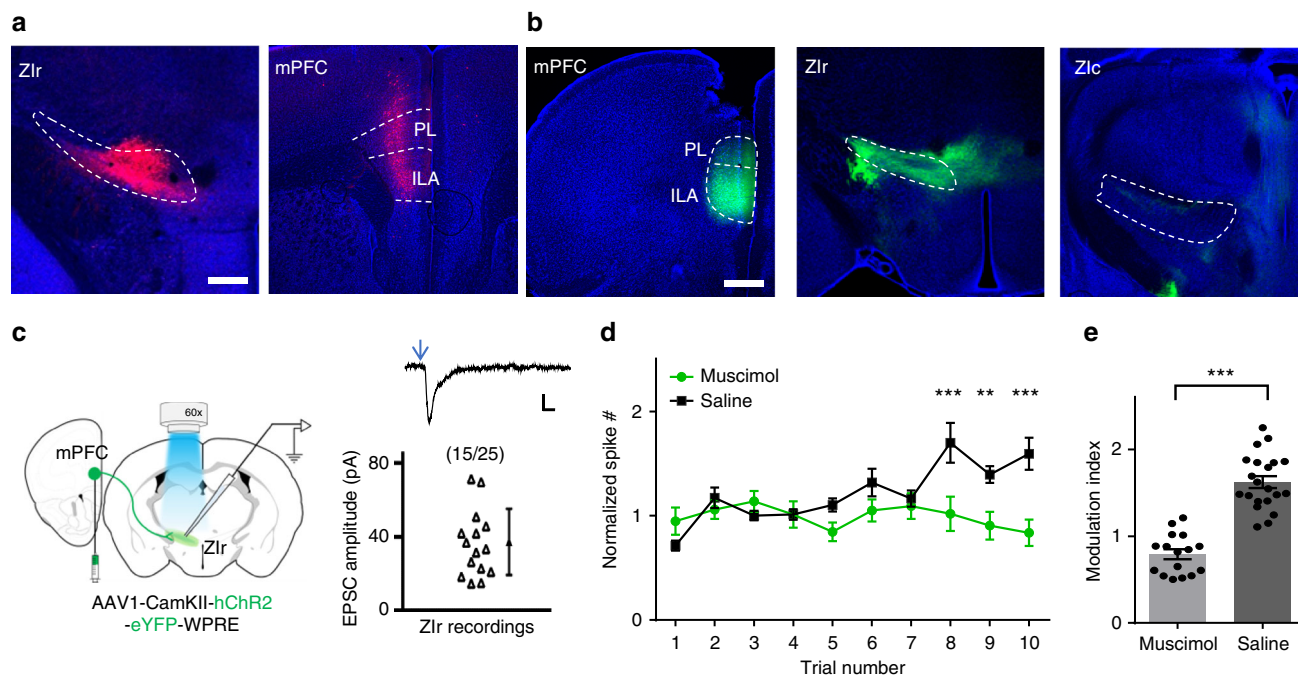 a
ZIr
mPFC
PL
ILA
b
mPFC
PL
ILA
ZIr
ZIc
c
60x
mPFC
ZIr
AAV1-CamKII-hChR2
-eYFP-WPRE
(15/25)
80
40
0
EPSC amplitude (pA)
ZIr recordings
d
Muscimol
Saline
*** ** ***
2
1
0
Normalized spike #
1 2 3 4 5 6 7 8 9 10
Trial number
e
***
2
1
0
Modulation index
Muscimol Saline